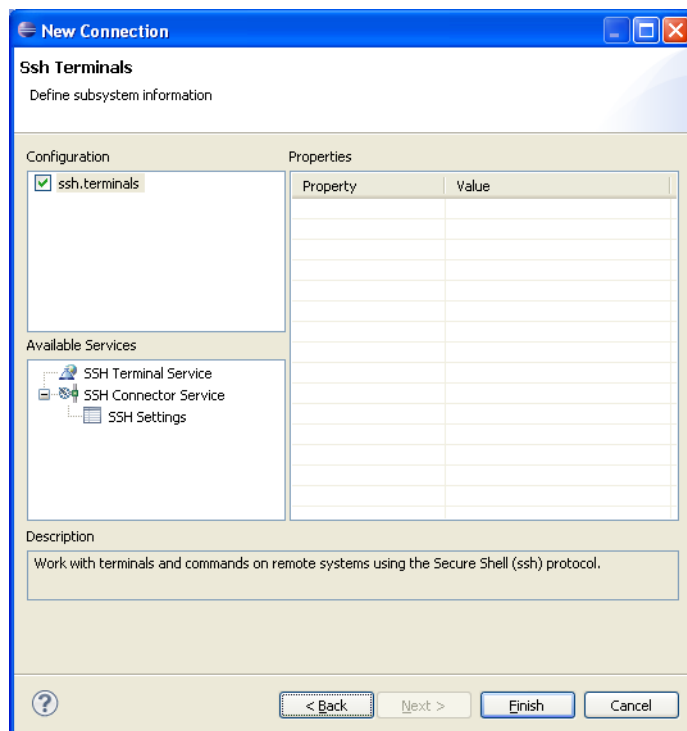 New Connection
Ssh Terminals
Define subsystem information
Configuration
Properties
ssh.terminals
Property Value
Available Services
SSH Terminal Service
SSH Connector Service
SSH Settings
Description
Work with terminals and commands on remote systems using the Secure Shell (ssh) protocol.
? < Back Next > Finish Cancel